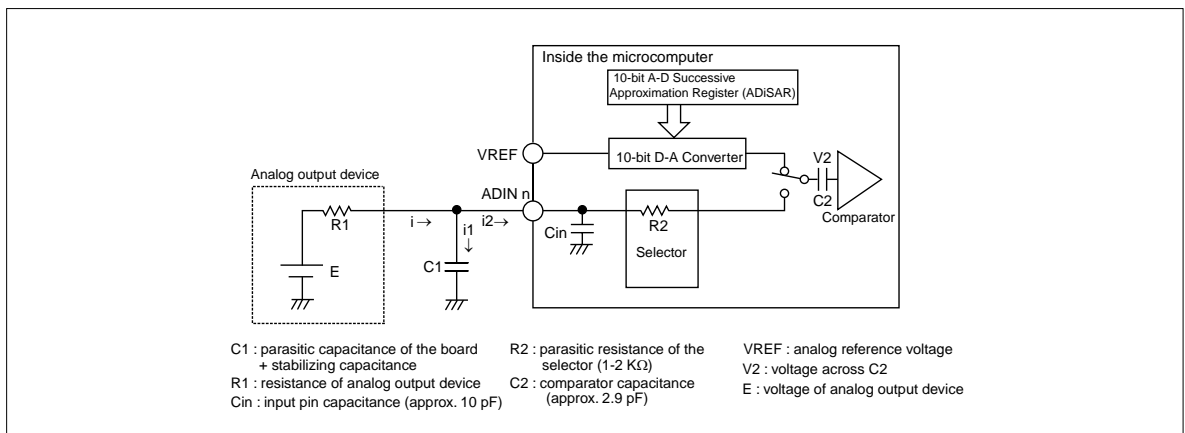 Inside the microcomputer
10-bit A-D Successive
Approximation Register (ADiSAR)
VREF
10-bit D-A Converter
V2
C2
Comparator
Analog output device
ADIN n
R1
i →
i1
↓
i2→
Cin
R2
Selector
E
C1
C1 : parasitic capacitance of the board
+ stabilizing capacitance
R1 : resistance of analog output device
Cin : input pin capacitance (approx. 10 pF)
R2 : parasitic resistance of the
selector (1-2 KΩ)
C2 : comparator capacitance
(approx. 2.9 pF)
VREF : analog reference voltage
V2 : voltage across C2
E : voltage of analog output device